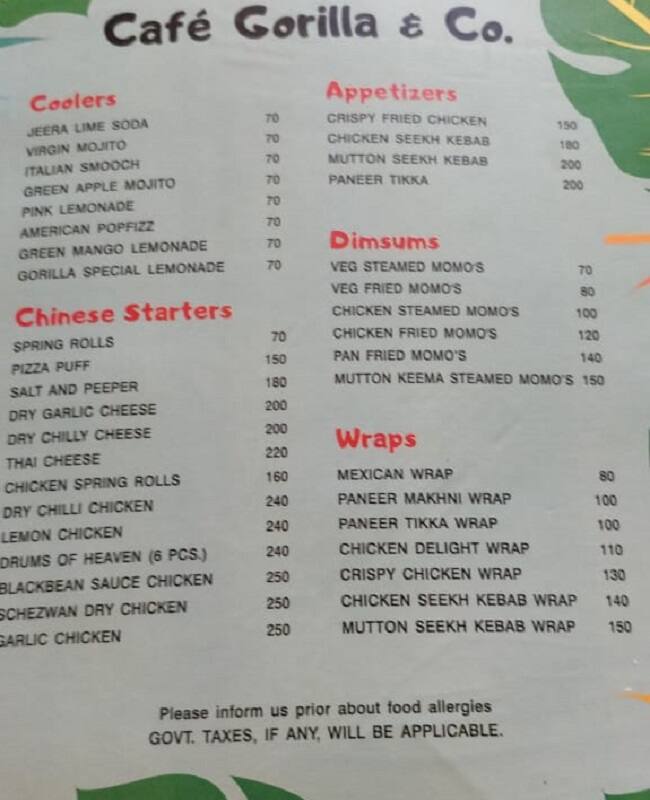 Café Gorilla & Co.
Coolers
JEERA LIME SODA 70
VIRGIN MOJITO 70
ITALIAN SMOOCH 70
GREEN APPLE MOJITO 70
PINK LEMONADE 70
AMERICAN POPFIZZ 70
GREEN MANGO LEMONADE 70
GORILLA SPECIAL LEMONADE 70
Chinese Starters
SPRING ROLLS 70
PIZZA PUFF 150
SALT AND PEEPER 180
DRY GARLIC CHEESE 200
DRY CHILLY CHEESE 200
THAI CHEESE 220
CHICKEN SPRING ROLLS 160
DRY CHILLI CHICKEN 240
LEMON CHICKEN 240
DRUMS OF HEAVEN (6 PCS.) 240
BLACKBEAN SAUCE CHICKEN 250
SCHEZWAN DRY CHICKEN 250
GARLIC CHICKEN 250
Appetizers
CRISPY FRIED CHICKEN 150
CHICKEN SEEKH KEBAB 180
MUTTON SEEKH KEBAB 200
PANEER TIKKA 200
Dimsums
VEG STEAMED MOMO'S 70
VEG FRIED MOMO'S 80
CHICKEN STEAMED MOMO'S 100
CHICKEN FRIED MOMO'S 120
PAN FRIED MOMO'S 140
MUTTON KEEMA STEAMED MOMO'S 150
Wraps
MEXICAN WRAP 80
PANEER MAKHNI WRAP 100
PANEER TIKKA WRAP 100
CHICKEN DELIGHT WRAP 110
CRISPY CHICKEN WRAP 130
CHICKEN SEEKH KEBAB WRAP 140
MUTTON SEEKH KEBAB WRAP 150
Please inform us prior about food allergies
GOVT. TAXES, IF ANY, WILL BE APPLICABLE.